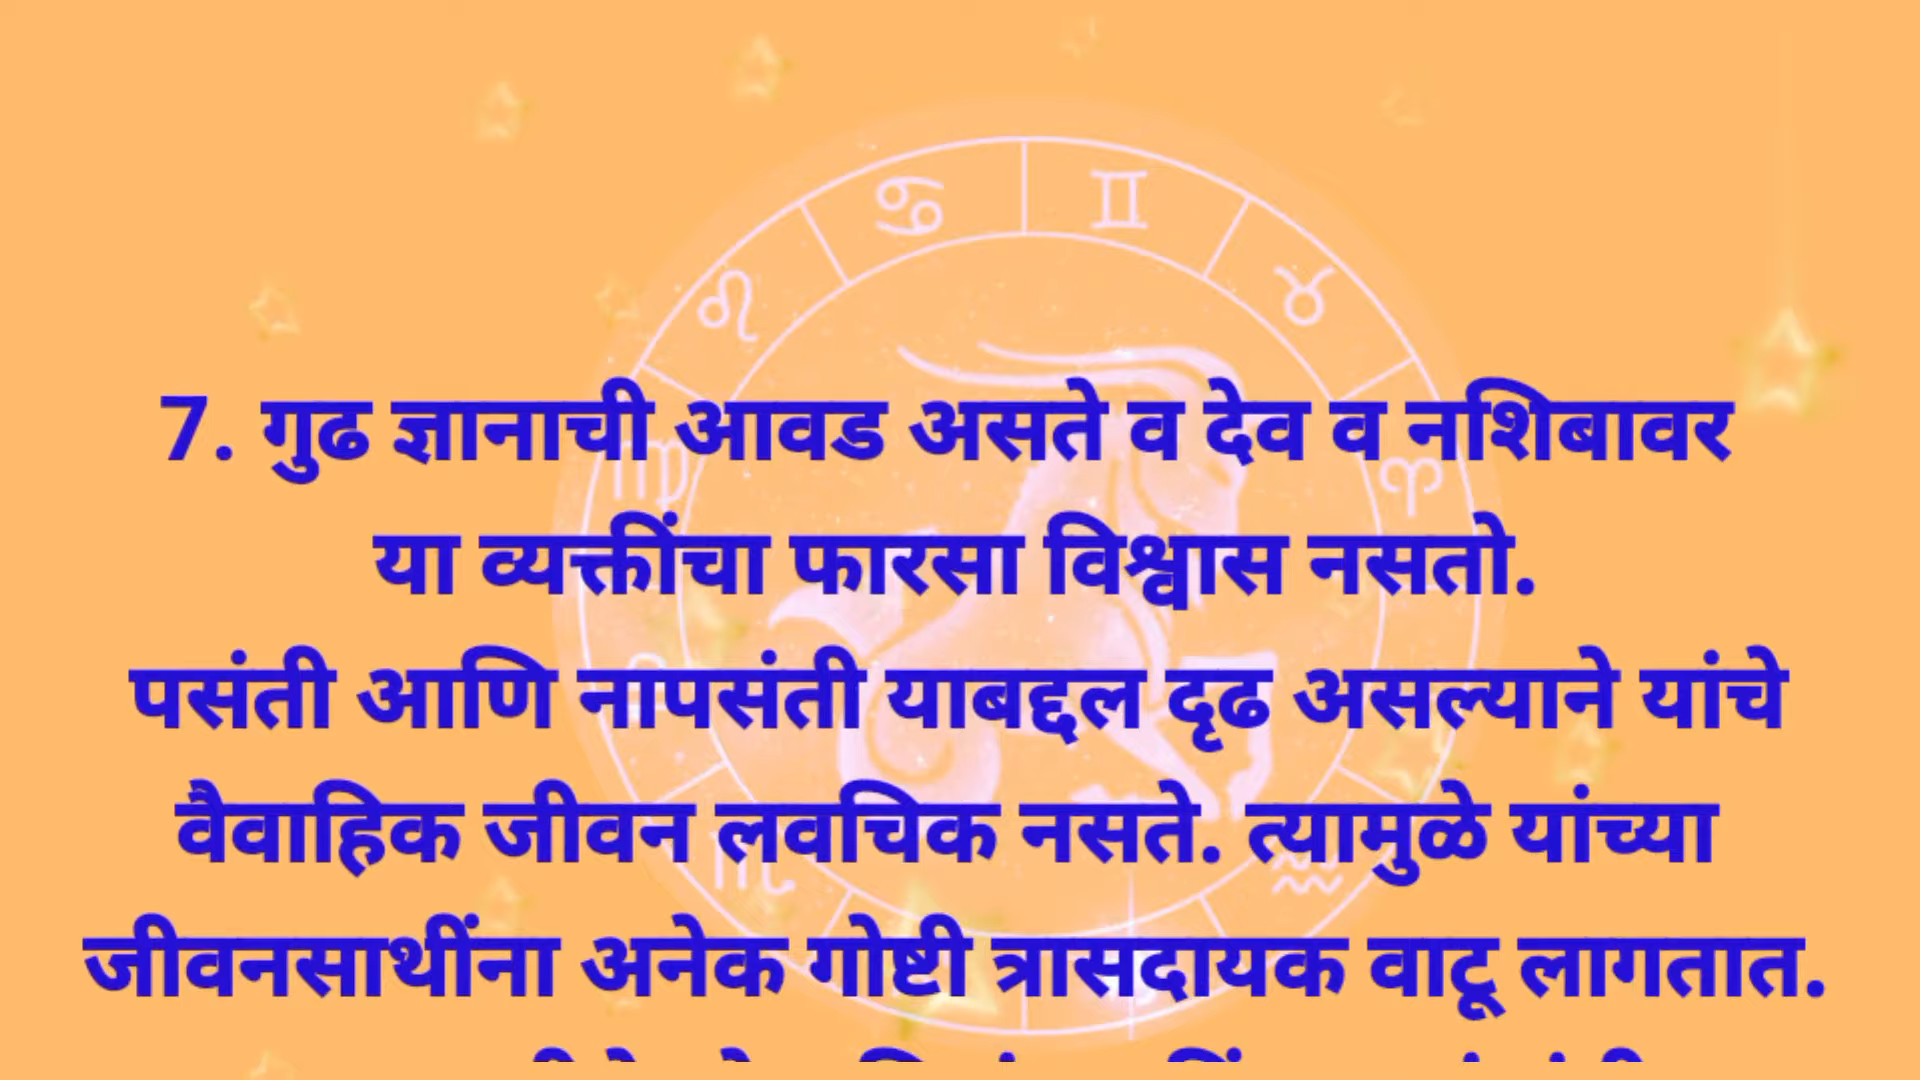 7. गुढ ज्ञानाची आवड असते व देव व नशिबावर
या व्यक्तींचा फारसा विश्वास नसतो.
पसंती आणि नापसंती याबद्दल दृढ असल्याने यांचे
वैवाहिक जीवन लवचिक नसते. त्यामुळे यांच्या
जीवनसाथींना अनेक गोष्टी त्रासदायक वाटू लागतात.